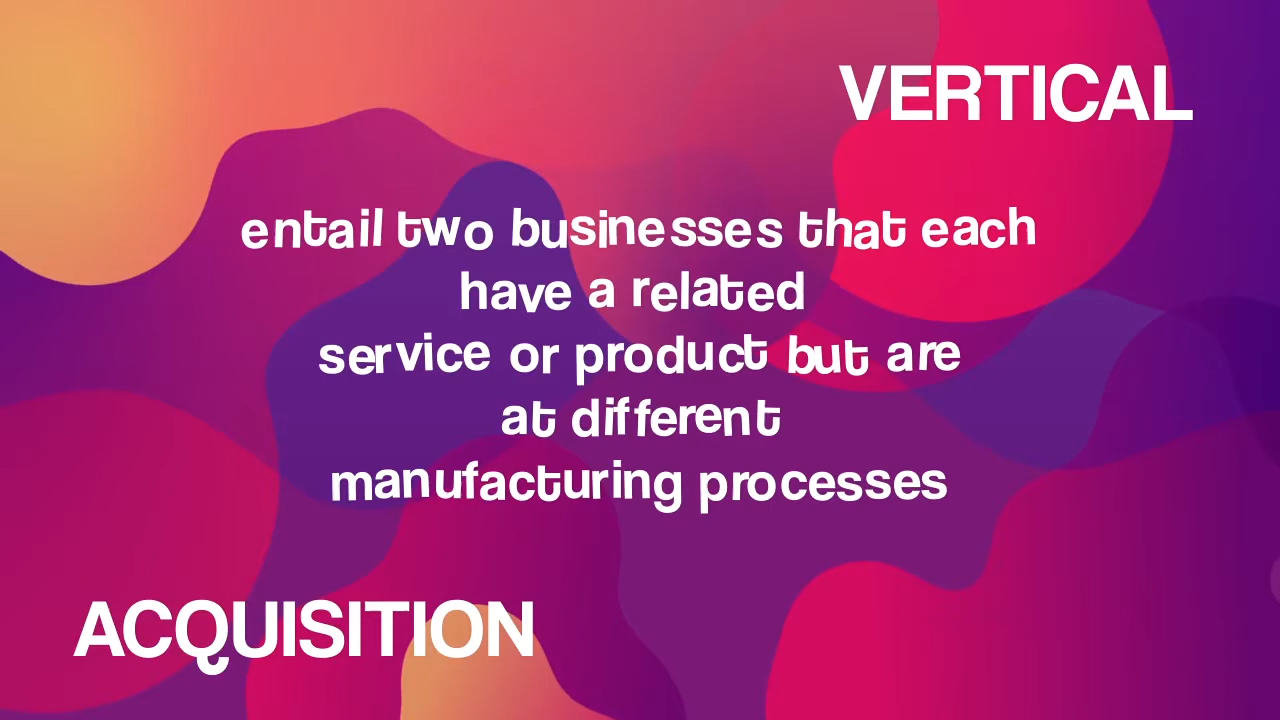 VERTICAL
entail two businesses that each
have a related
service or product but are
at different
manufacturing processes
ACQUISITION